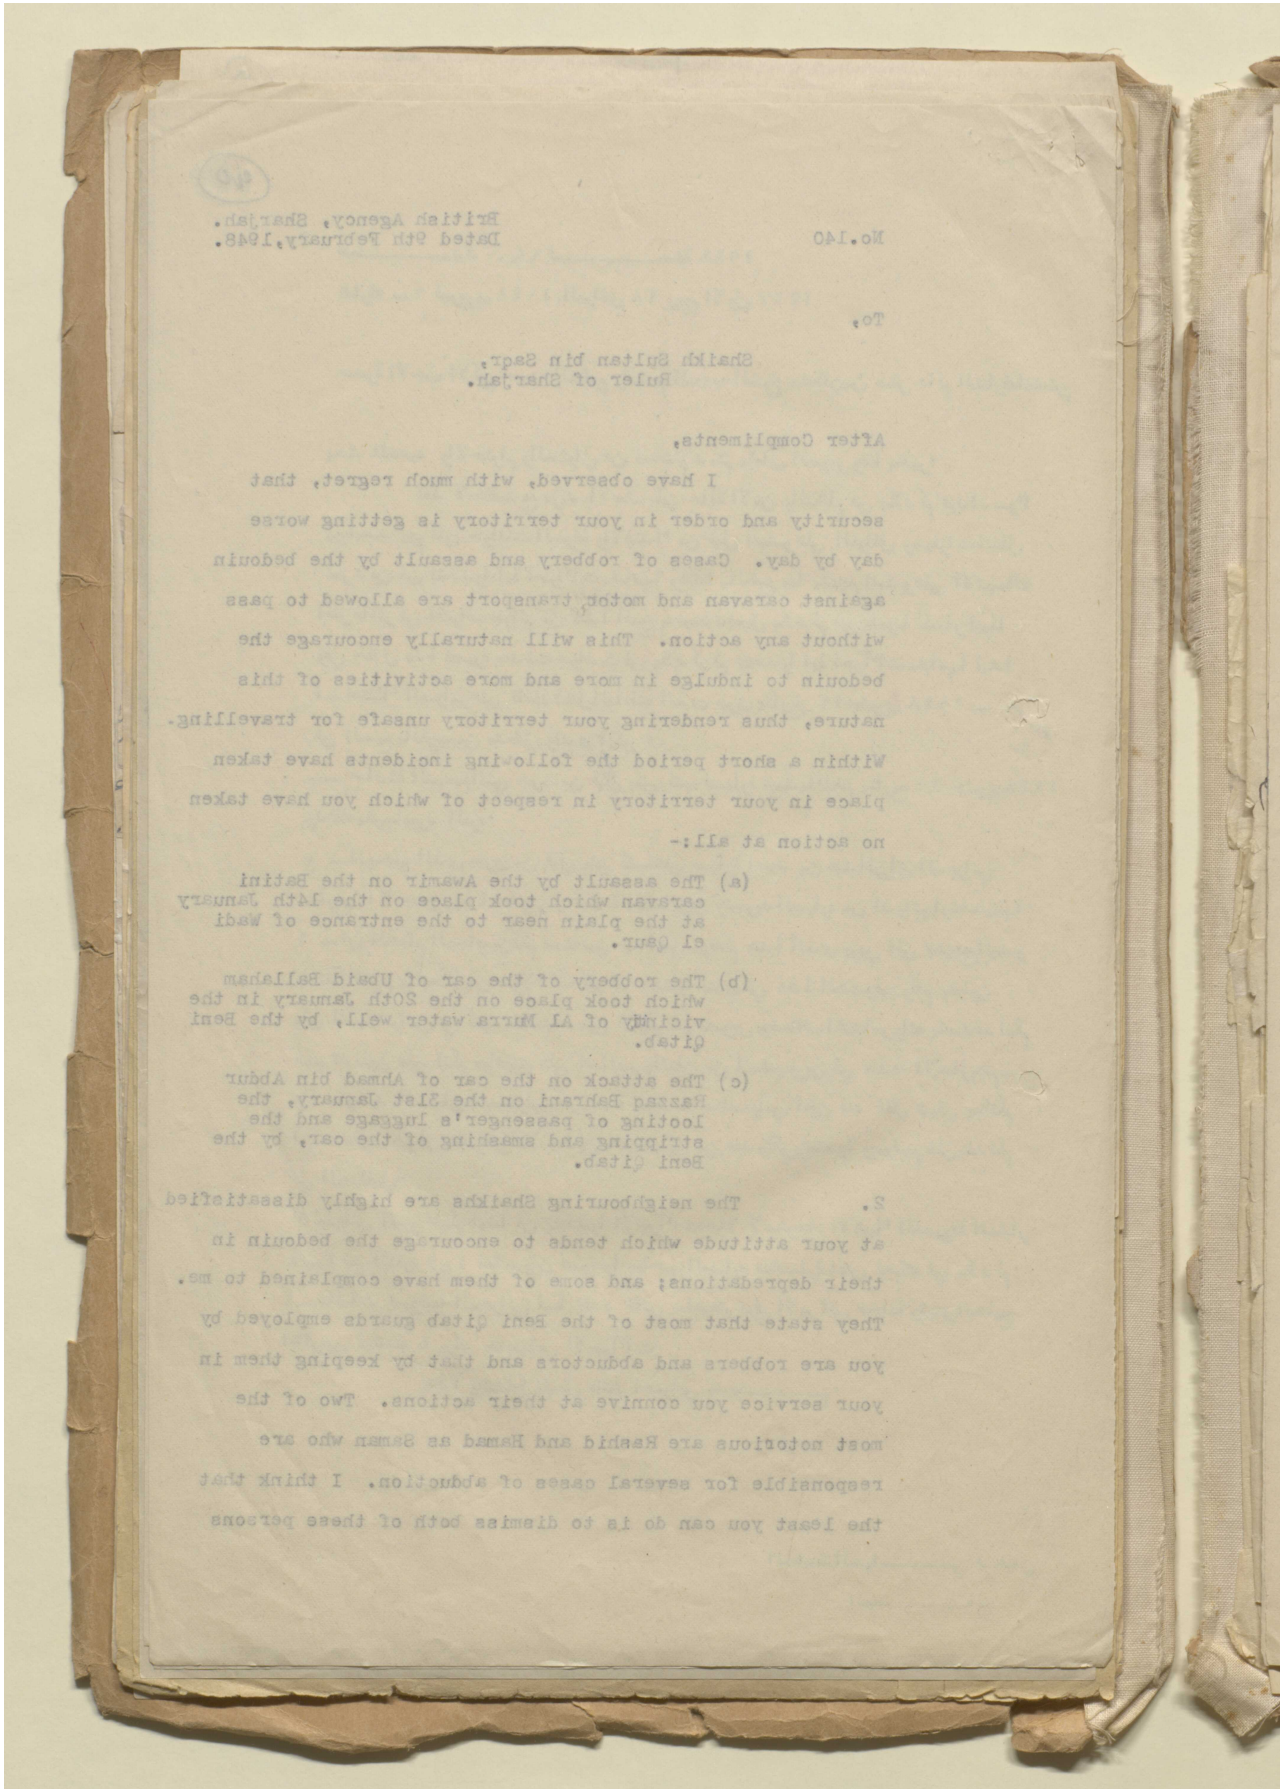 90
No.140
British Agency, Sharjah.
Dated 9th February,1948.
To,
Shaikh Sultan bin Saqr,
Ruler of Sharjah.
After Compliments,
I have observed, with much regret, that
security and order in your territory is getting worse
day by day. Cases of robbery and assault by the bedouin
against caravan and motor transport are allowed to pass
without any action. This will naturally encourage the
bedouin to indulge in more and more activities of this
nature, thus rendering your territory unsafe for travelling.
Within a short period the following incidents have taken
place in your territory in respect of which you have taken
no action at all:-
(a) The assault by the Awamir on the Batini
caravan which took place on the 14th January
at the plain near to the entrance of Wadi
el Qaur.
(b) The robbery of the car of Ubaid Ballaham
which took place on the 20th January in the
vicinity of Al Murra water well, by the Beni
Qitab.
(c) The attack on the car of Ahmad bin Abdur
Razzaq Bahrani on the 31st January, the
looting of passenger's luggage and the
stripping and smashing of the car, by the
Beni Qitab.
2. The neighbouring Shaikhs are highly dissatisfied
at your attitude which tends to encourage the bedouin in
their depredations; and some of them have complained to me.
They state that most of the Beni Qitab guards employed by
you are robbers and abductors and that by keeping them in
your service you connive at their actions. Two of the
most notorious are Rashid and Hamad as Saman who are
responsible for several cases of abduction. I think that
the least you can do is to dismiss both of these persons